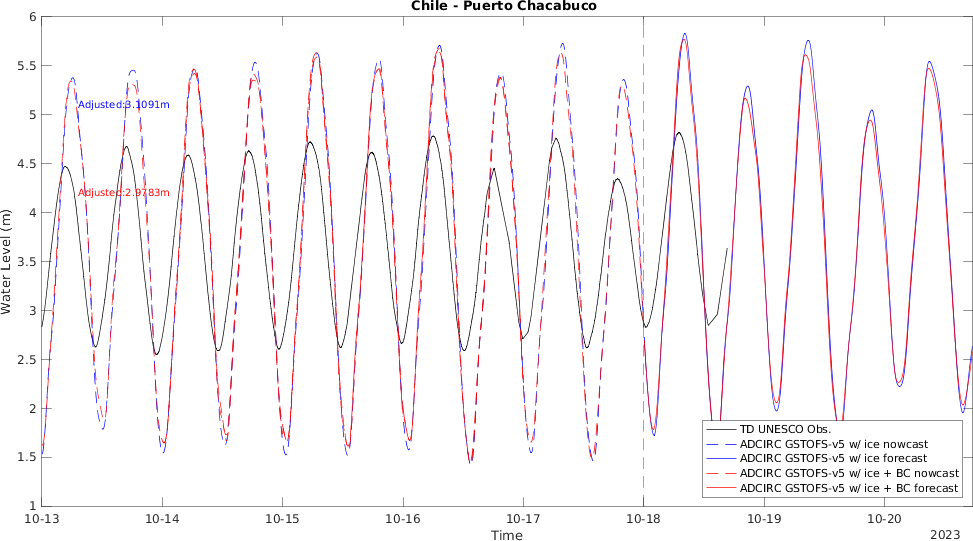 Chile - Puerto Chacabuco
Water Level (m)
6
5.5
5
4.5
4
3.5
3
2.5
2
1.5
1
Adjusted:3.1091m
Adjusted:2.9783m
TD UNESCO Obs.
ADCIRC GSTOFS-v5 w/ ice nowcast
ADCIRC GSTOFS-v5 w/ ice forecast
ADCIRC GSTOFS-v5 w/ ice + BC nowcast
ADCIRC GSTOFS-v5 w/ ice + BC forecast
10-13 10-14 10-15 10-16 10-17 10-18 10-19 10-20
Time
2023